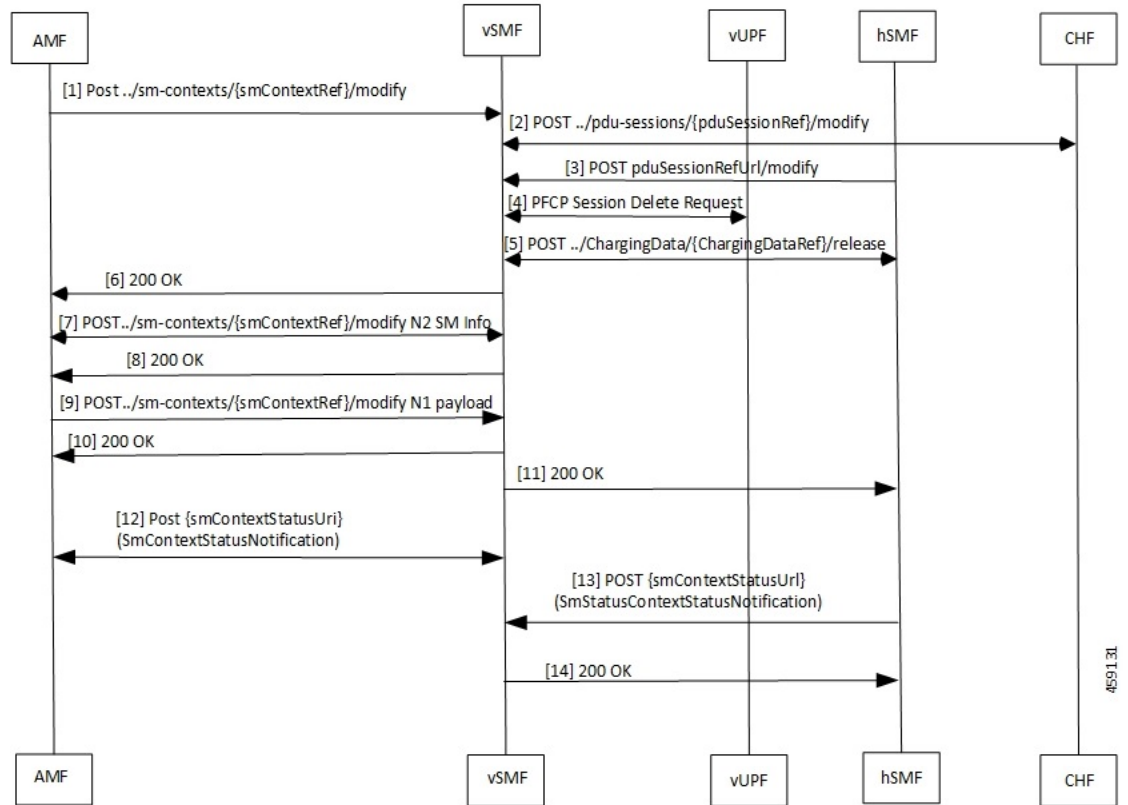 AMF
vSMF
vUPF
hSMF
CHF
[1] Post ../sm-contexts/{smContextRef}/modify
[2] POST ../pdu-sessions/{pduSessionRef}/modify
[3] POST pduSessionRefUrl/modify
[4] PFCP Session Delete Request
[5] POST ../ChargingData/{ChargingDataRef}/release
[6] 200 OK
[7] POST../sm-contexts/{smContextRef}/modify N2 SM Info
[8] 200 OK
[9] POST../sm-contexts/{smContextRef}/modify N1 payload
[10] 200 OK
[11] 200 OK
[12] Post {smContextStatusUri}
(SmContextStatusNotification)
[13] POST {smContextStatusUrl}
(SmStatusContextStatusNotification)
[14] 200 OK
459131
AMF
vSMF
vUPF
hSMF
CHF